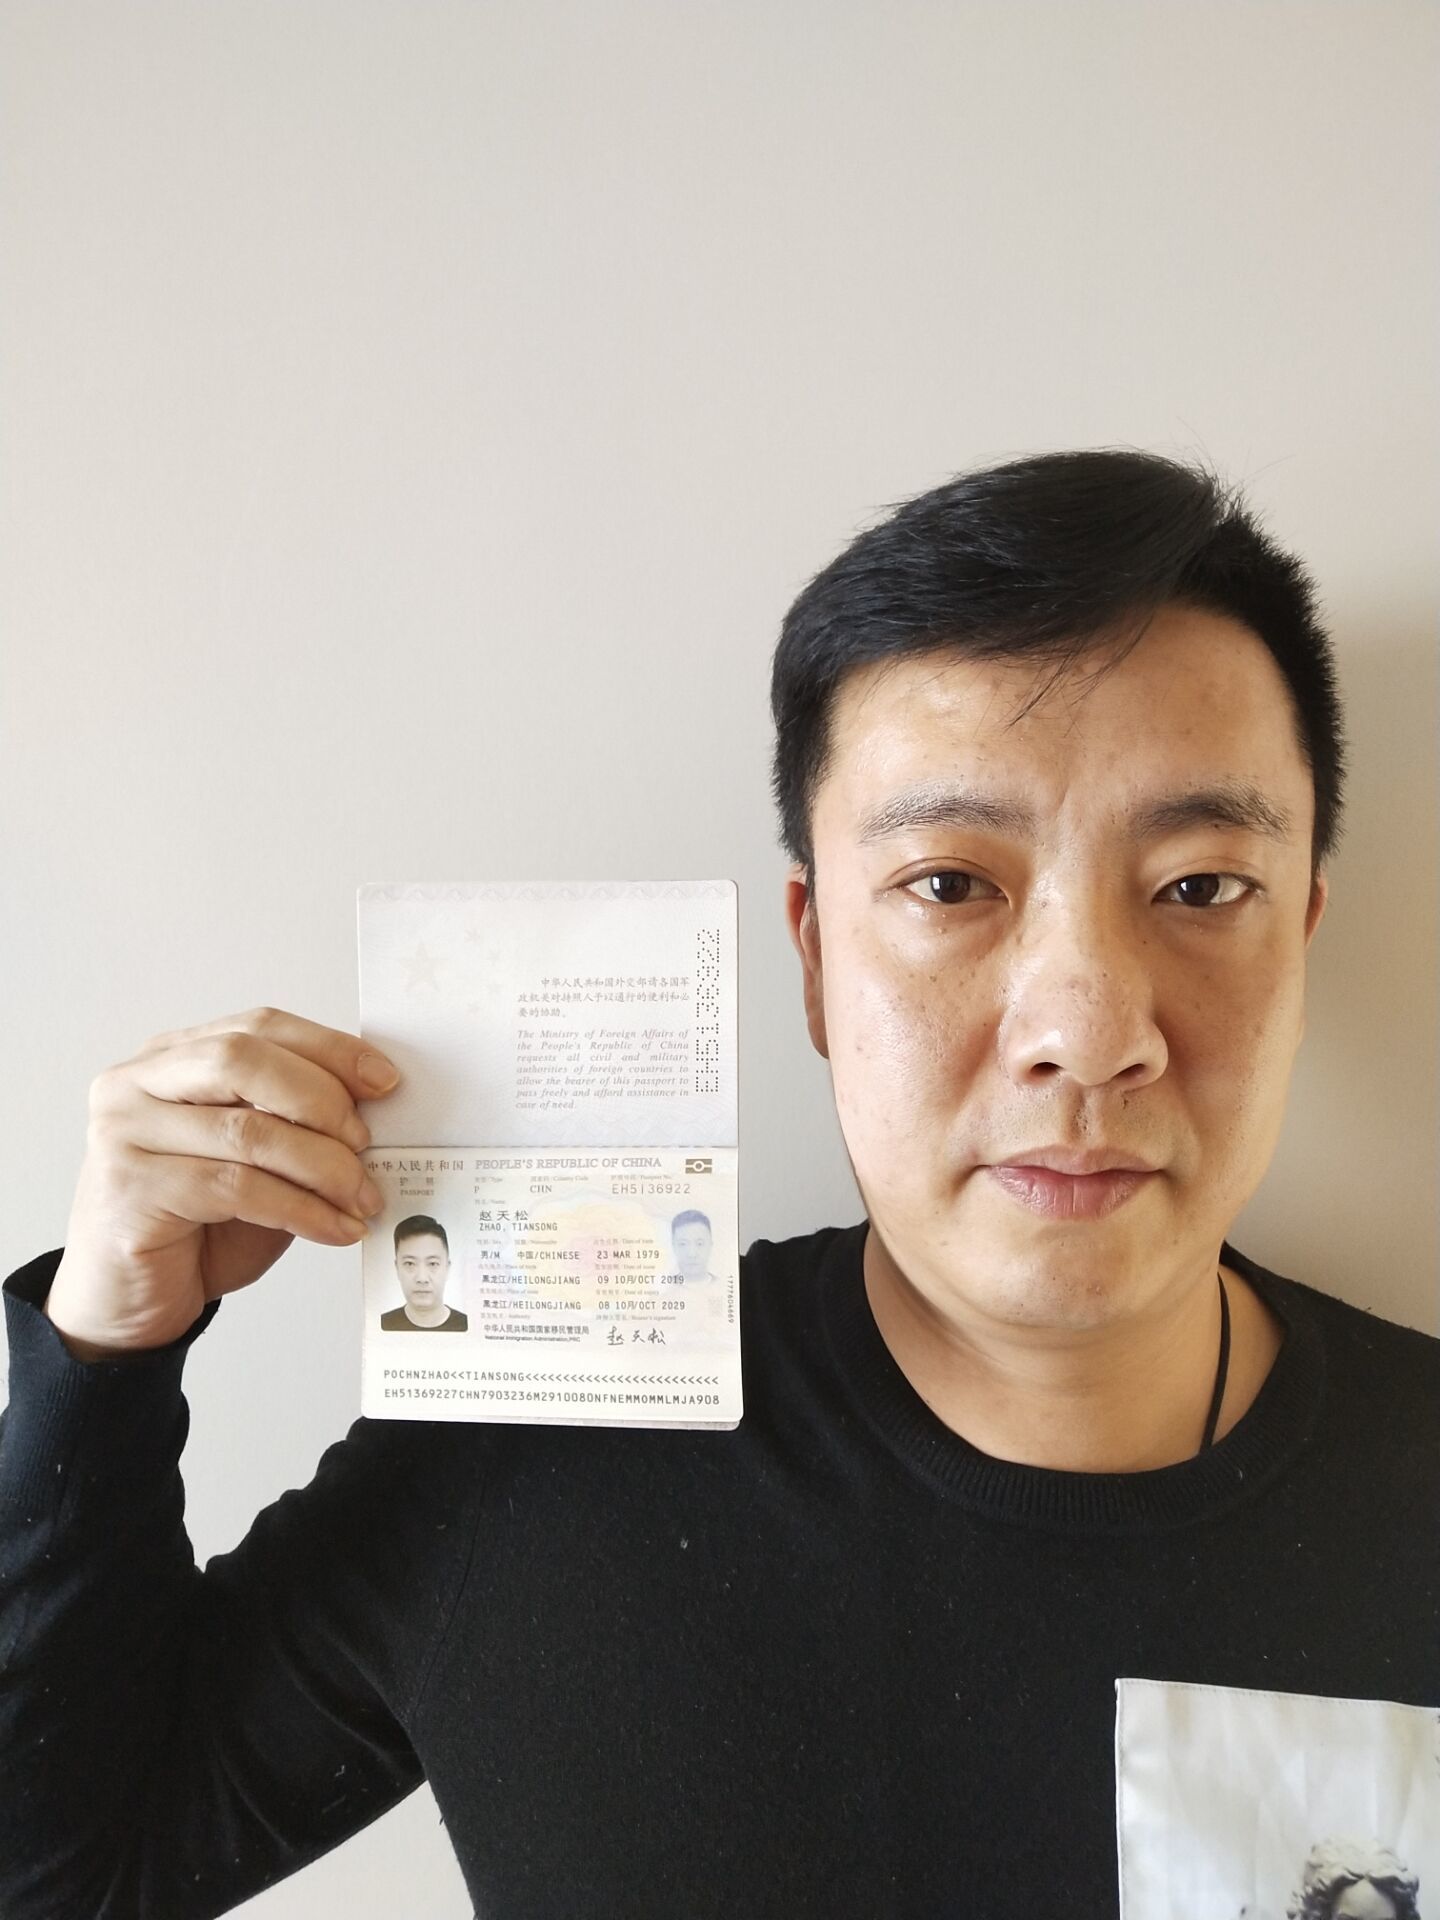 EH5136922
中华人民共和国外交部请各国军
政机关对持照人予以通行的便利和必
要的协助。
The Ministry of Foreign Affairs of
the People's Republic of China
requests all civil and military
authorities of foreign countries to
allow the bearer of this passport to
pass freely and afford assistance in
case of need.
中华人民共和国 PEOPLE'S REPUBLIC OF CHINA
护照 类型/Type 国家码/Country Code 护照号码/Passport No.
PASSPORT P CHN EH5136922
姓名/Name
赵天松
ZHAO, TIANSONG
性别/Sex 国籍/Nationality 出生日期/Date of birth
男/M 中国/CHINESE 23 MAR 1979
出生地点/Place of birth 签发日期/Date of issue
黑龙江/HEILONGJIANG 09 10月/OCT 2019
签发地点/Place of issue 有效期至/Date of expiry
黑龙江/HEILONGJIANG 08 10月/OCT 2029
签发机关/Authority 持照人签名/Bearer's signature
中华人民共和国国家移民管理局 赵天松
National Immigration Administration,PRC
POCHNZHAO<<TIANSONG<<<<<<<<<<<<<<<<<<<<<<<<<
EH51369227CHN7903236M2910080NFNEMMOMMLMJA908